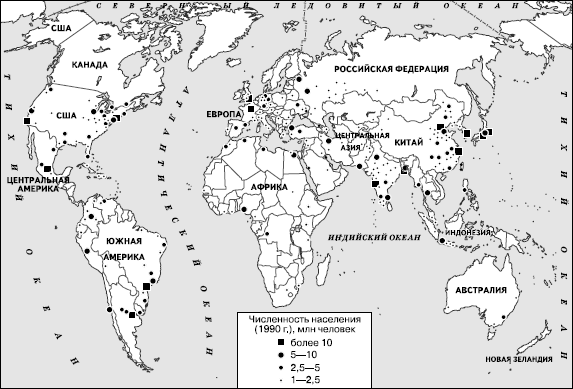 СЕВЕРНЫЙ ЛЕДОВИТЫЙ ОКЕАН
США
КАНАДА
РОССИЙСКАЯ ФЕДЕРАЦИЯ
ТИХИЙ ОКЕАН
АТЛАНТИЧЕСКИЙ ОКЕАН
ТИХИЙ ОКЕАН
США
ЕВРОПА
ЦЕНТРАЛЬНАЯ
АЗИЯ
КИТАЙ
ЦЕНТРАЛЬНАЯ
АМЕРИКА
АФРИКА
ИНДИЙСКИЙ ОКЕАН
ИНДОНЕЗИЯ
ЮЖНАЯ
АМЕРИКА
АВСТРАЛИЯ
НОВАЯ ЗЕЛАНДИЯ
Численность населения
(1990 г.), млн человек
более 10
5—10
2,5—5
1—2,5